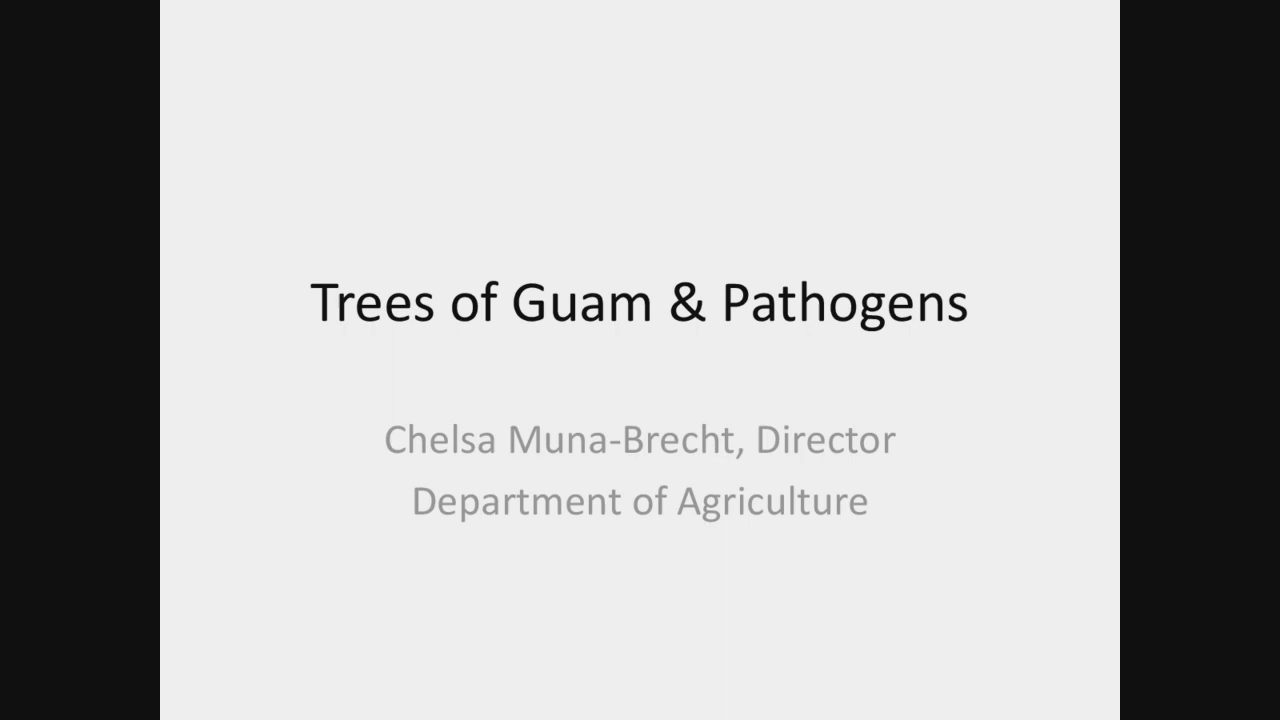 Trees of Guam & Pathogens
Chelsa Muna-Brecht, Director
Department of Agriculture